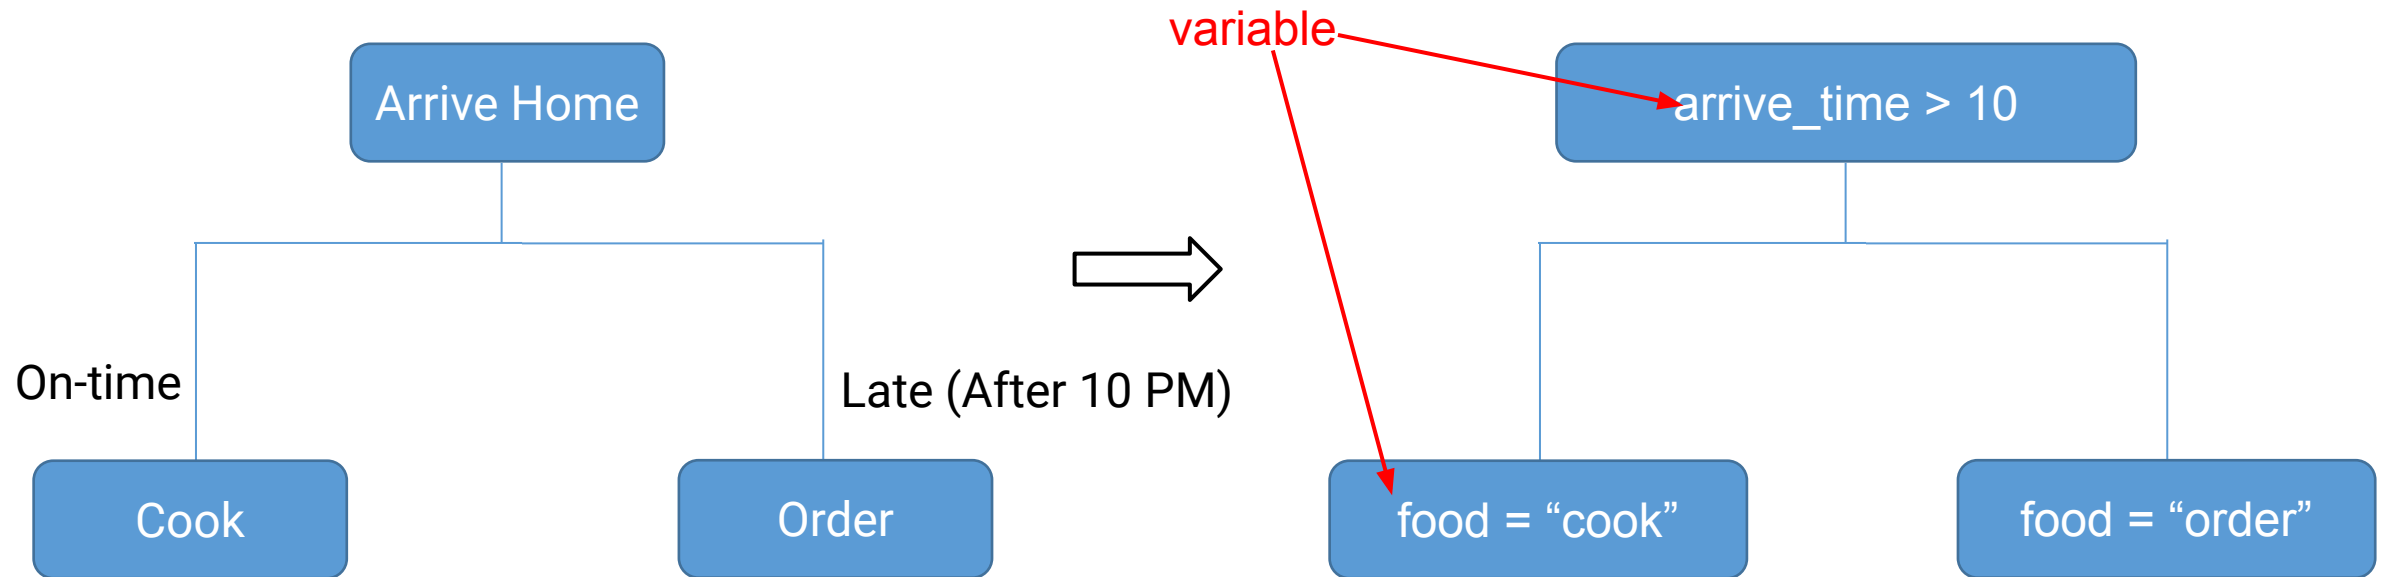 variable
Arrive Home
arrive_time > 10
On-time
Late (After 10 PM)
Cook
Order
food = “cook”
food = “order”